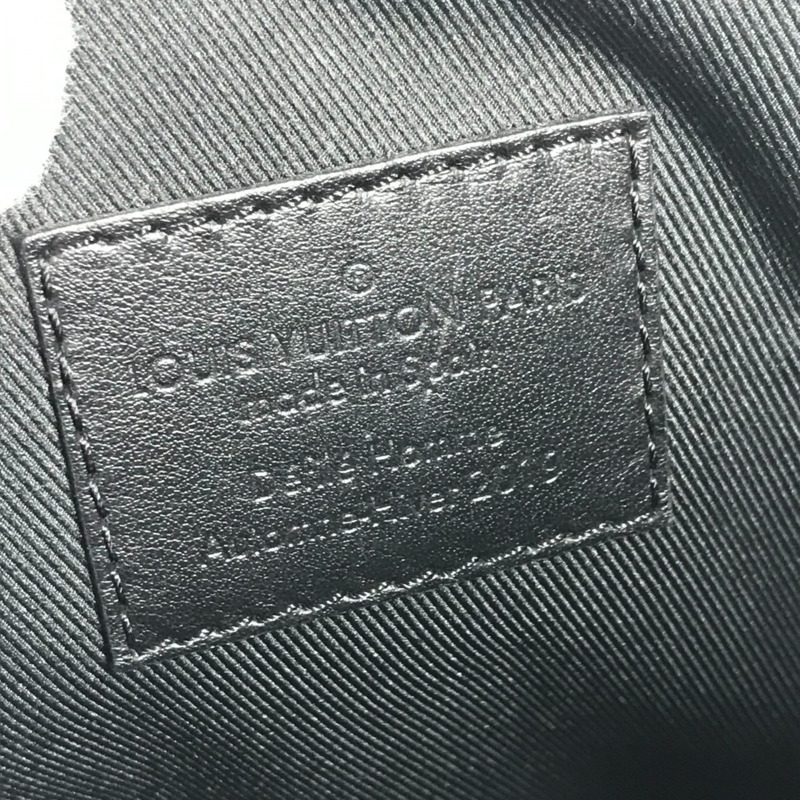 ©
LOUIS VUITTON PARIS
made in Spain
Défilé Homme
Automne.Hiver 2019